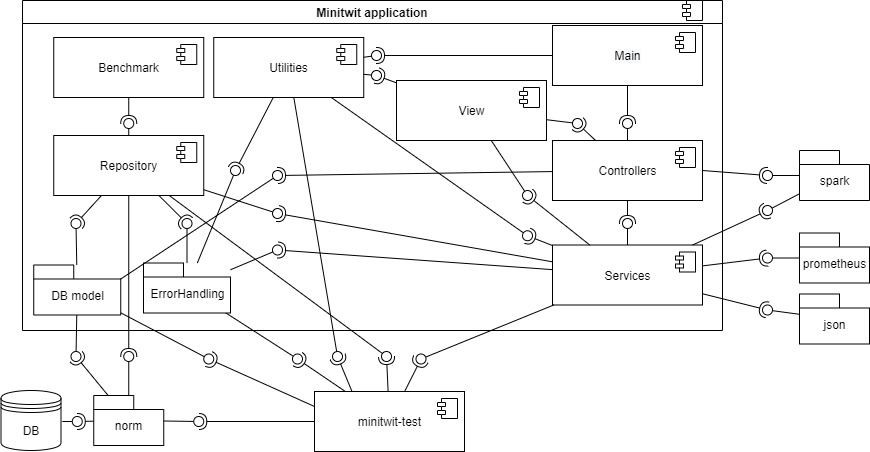 Minitwit application
Benchmark
Utilities
Main
View
Repository
Controllers
spark
DB model
ErrorHandling
Services
prometheus
json
DB
norm
minitwit-test